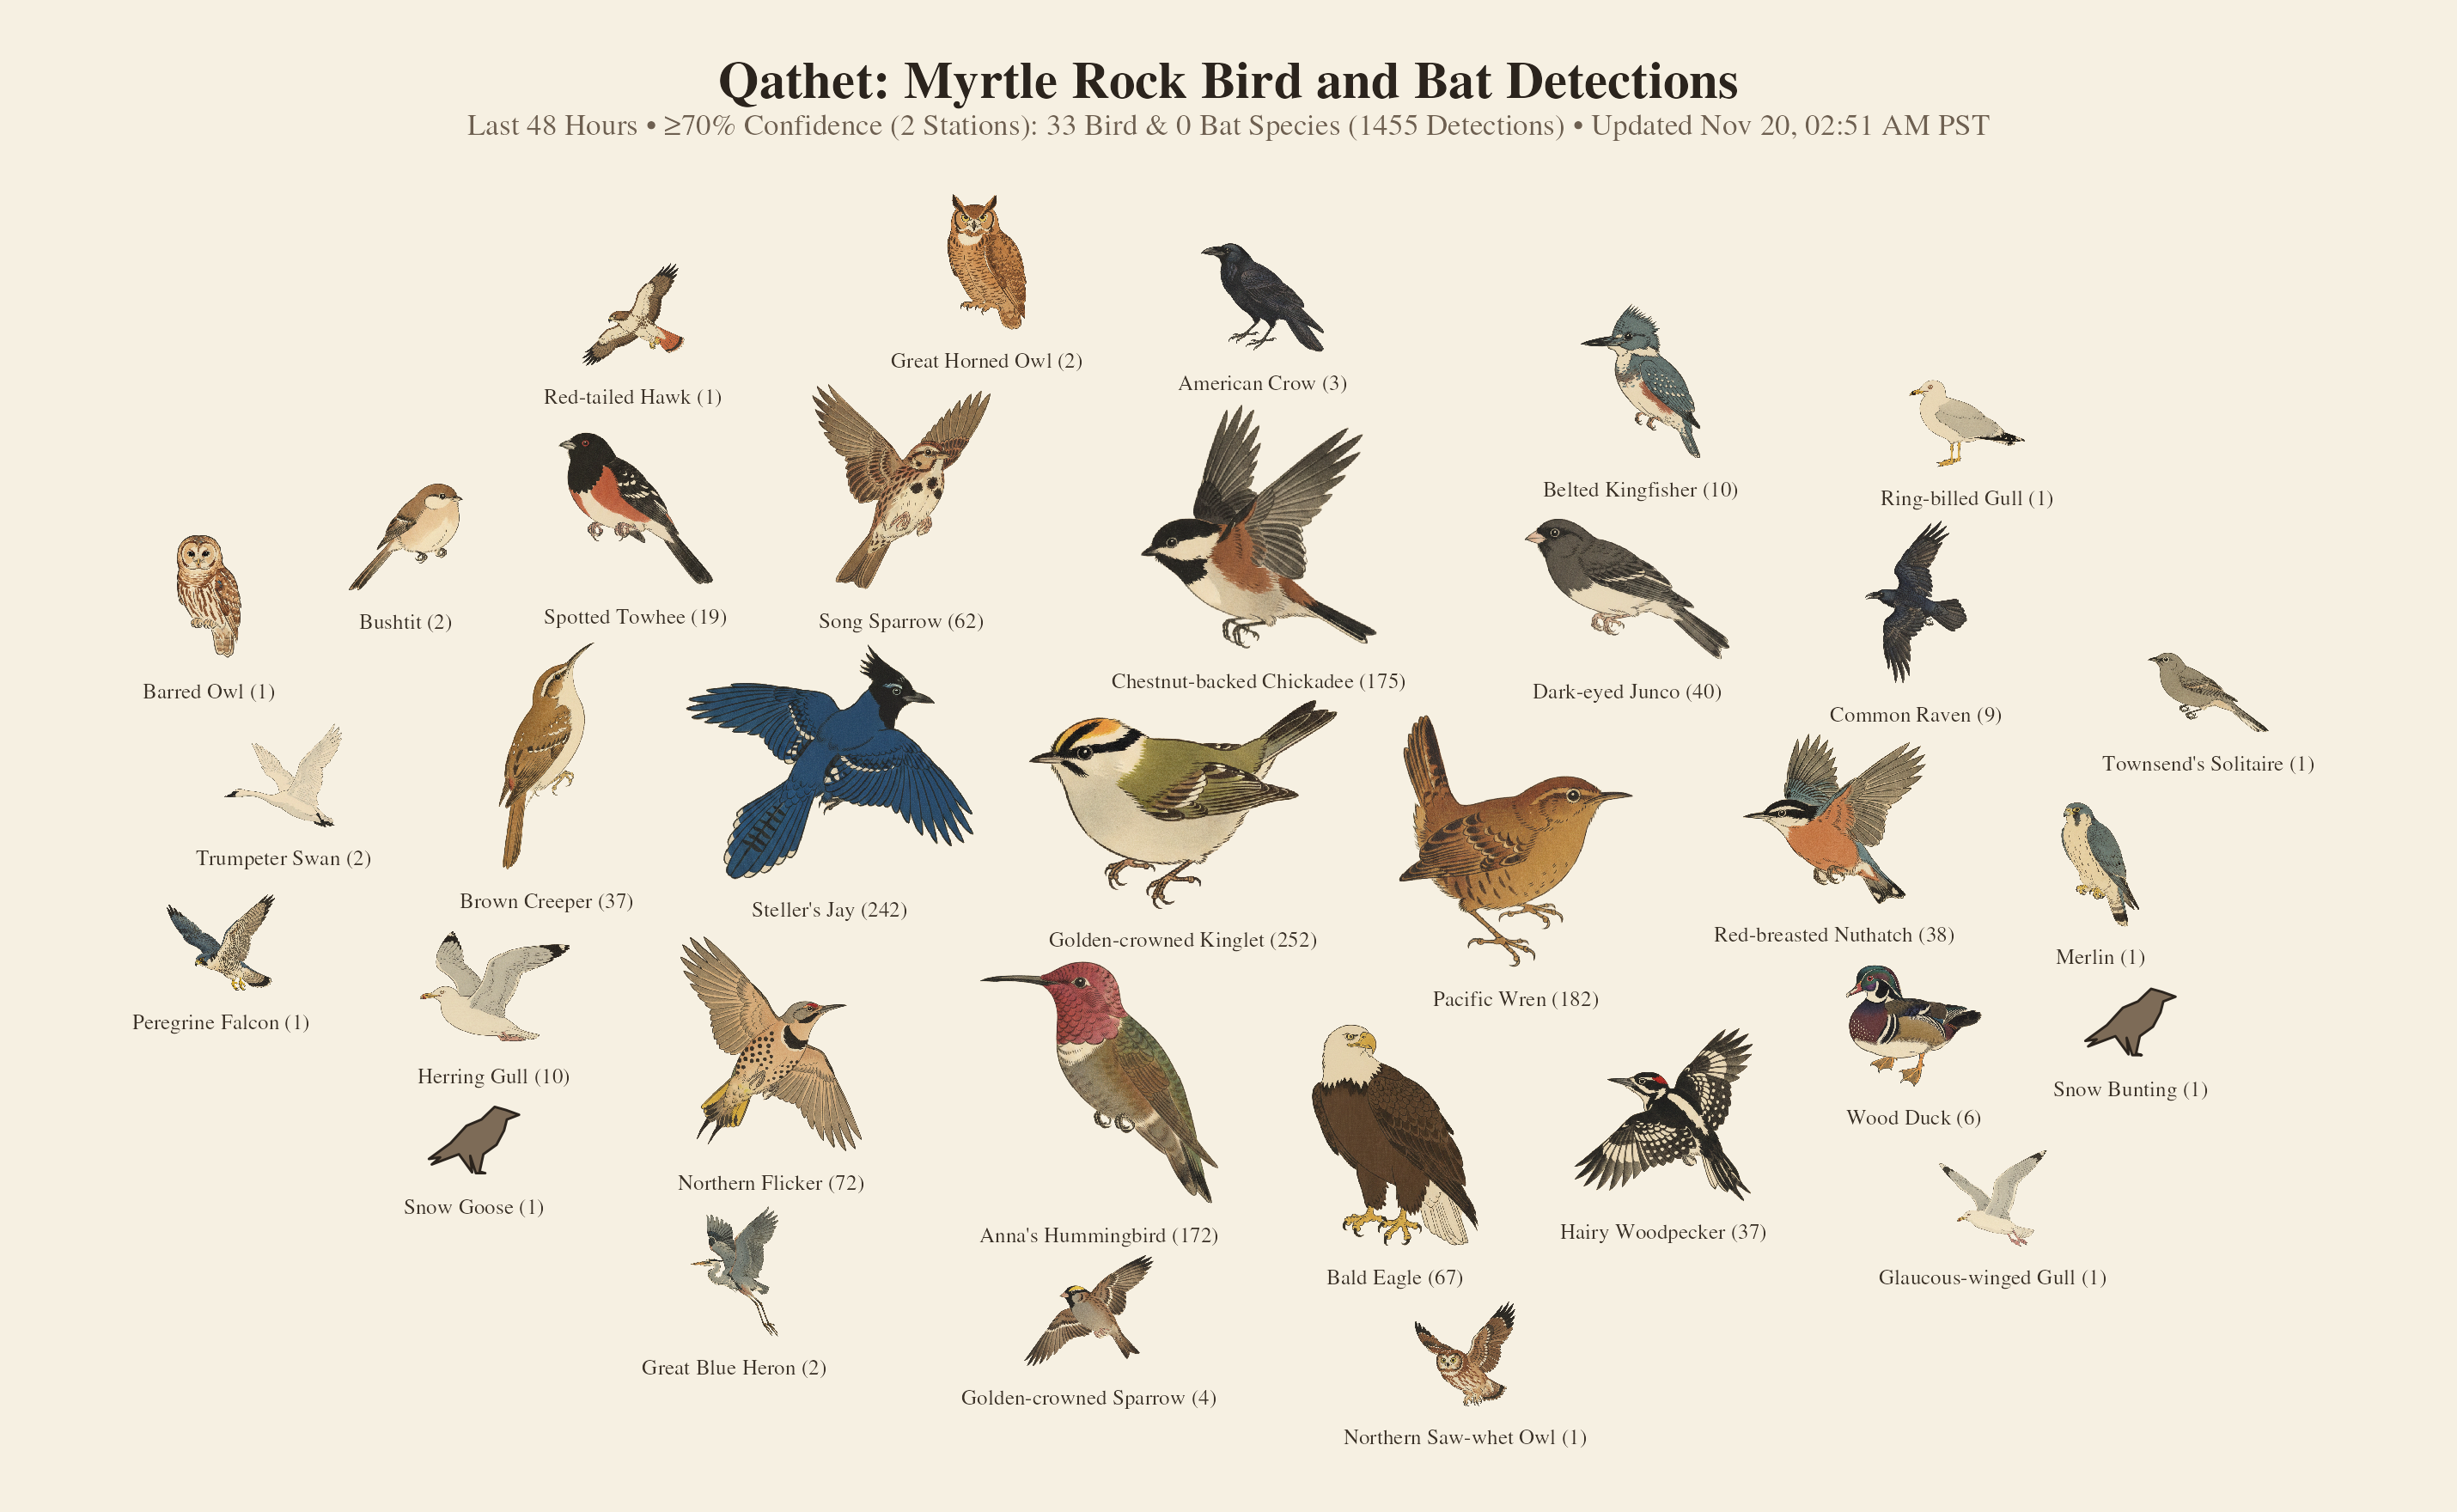 Qathet: Myrtle Rock Bird and Bat Detections
Last 48 Hours • ≥70% Confidence (2 Stations): 33 Bird & 0 Bat Species (1455 Detections) • Updated Nov 20, 02:51 AM PST
Great Horned Owl (2)
American Crow (3)
Red-tailed Hawk (1)
Belted Kingfisher (10)
Ring-billed Gull (1)
Spotted Towhee (19)
Song Sparrow (62)
Bushtit (2)
Chestnut-backed Chickadee (175)
Barred Owl (1)
Dark-eyed Junco (40)
Common Raven (9)
Townsend's Solitaire (1)
Trumpeter Swan (2)
Brown Creeper (37)
Steller's Jay (242)
Golden-crowned Kinglet (252)
Red-breasted Nuthatch (38)
Merlin (1)
Pacific Wren (182)
Peregrine Falcon (1)
Herring Gull (10)
Snow Bunting (1)
Wood Duck (6)
Northern Flicker (72)
Snow Goose (1)
Anna's Hummingbird (172)
Hairy Woodpecker (37)
Bald Eagle (67)
Glaucous-winged Gull (1)
Great Blue Heron (2)
Golden-crowned Sparrow (4)
Northern Saw-whet Owl (1)